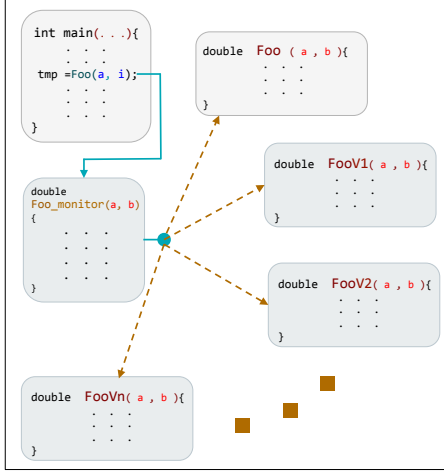 int main(. . .){
. . .
. . .
tmp =Foo(a, i);
. . .
. . .
. . .
}
double Foo ( a , b ){
. . .
. . .
. . .
}
double
Foo_monitor(a, b)
{
. . .
. . .
. . .
. . .
}
double FooV1( a , b ){
. . .
. . .
. . .
}
double FooV2( a , b ){
. . .
. . .
. . .
}
double FooVn( a , b ){
. . .
. . .
. . .
}